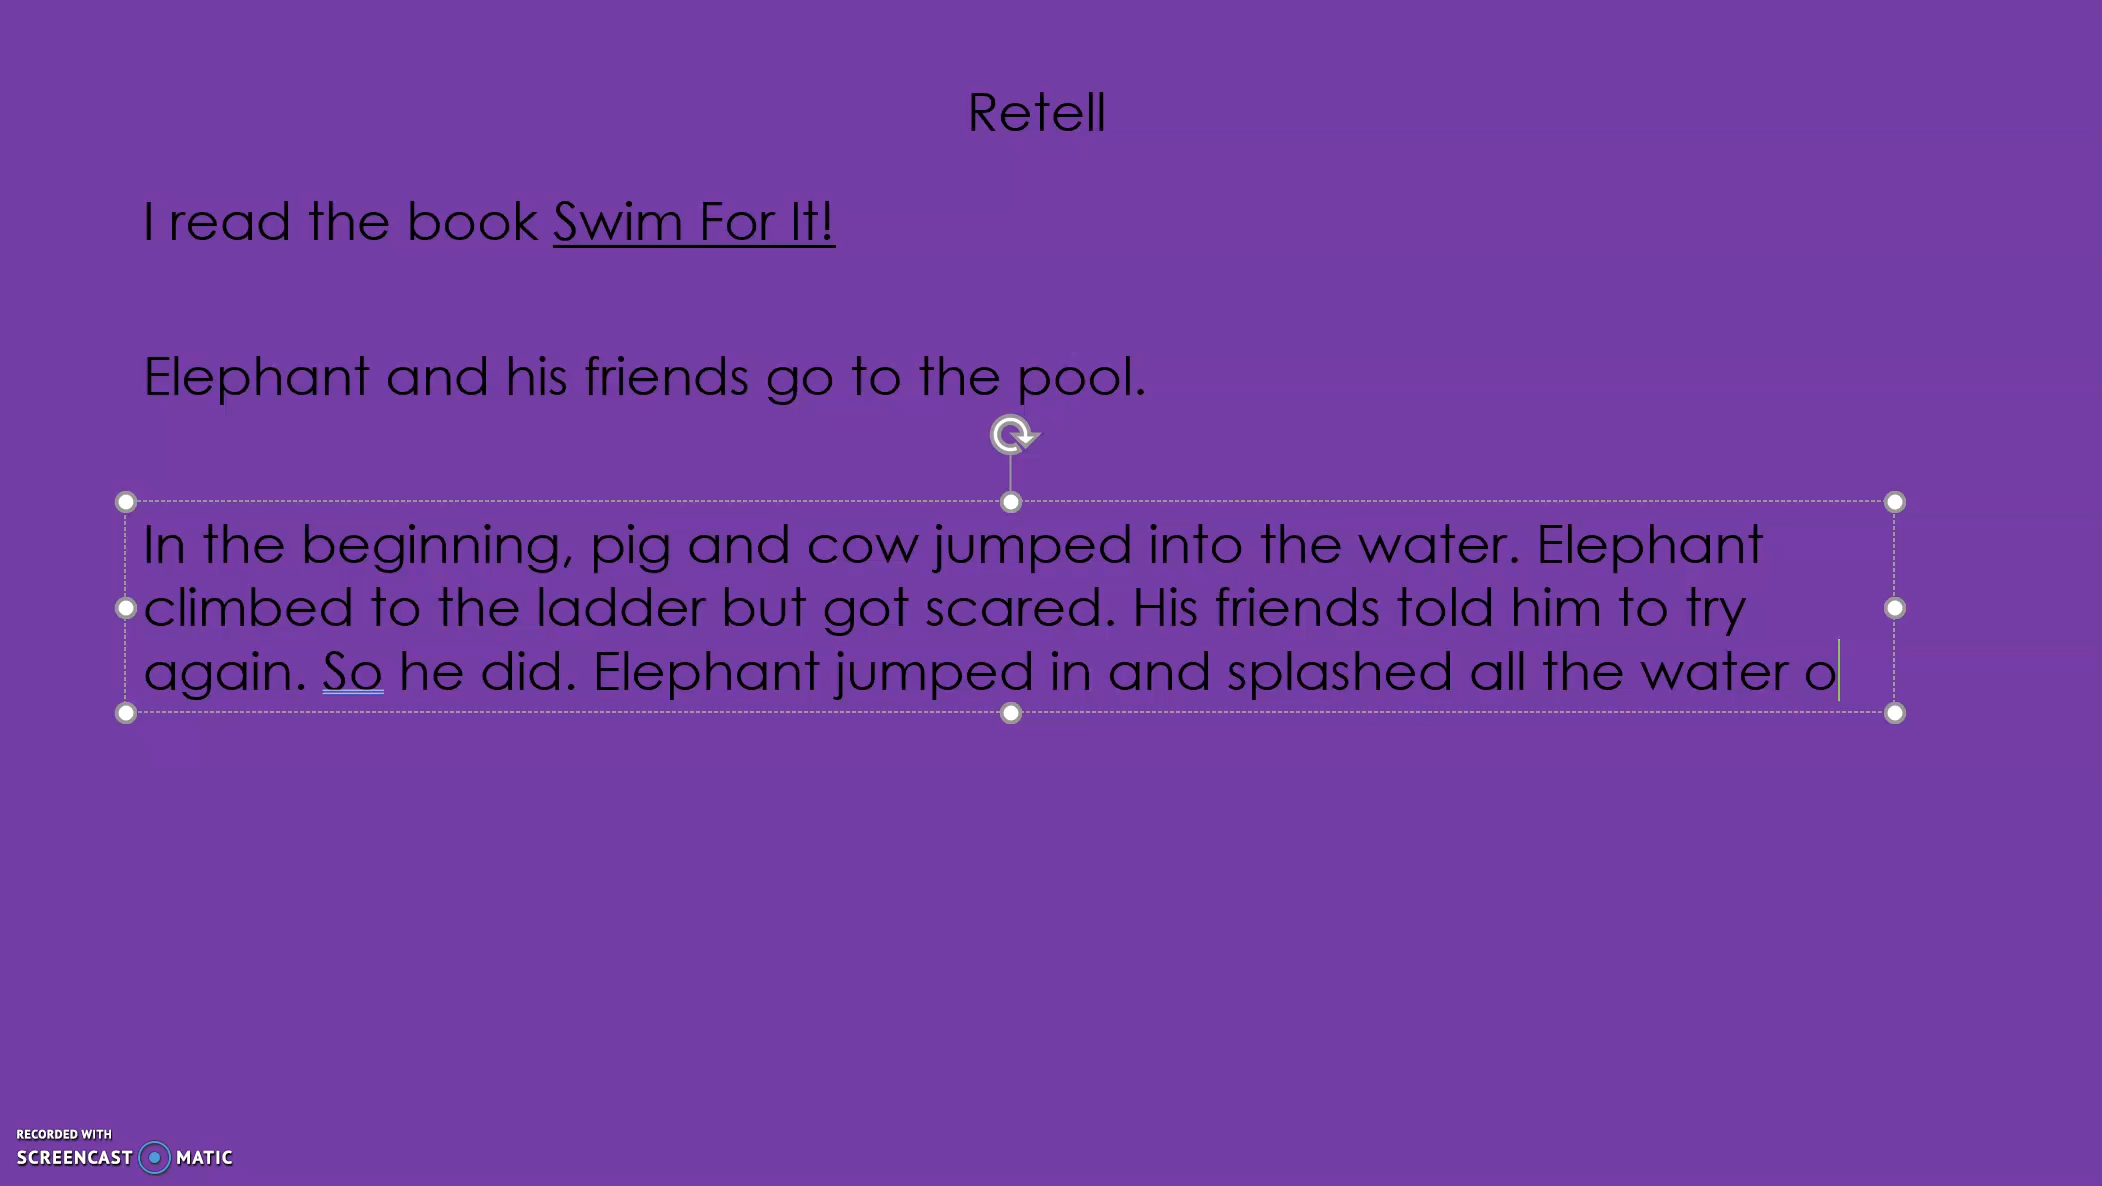 Retell
I read the book Swim For It!
Elephant and his friends go to the pool.
In the beginning, pig and cow jumped into the water. Elephant
climbed to the ladder but got scared. His friends told him to try
again. So he did. Elephant jumped in and splashed all the water o
RECORDED WITH
SCREENCAST MATIC